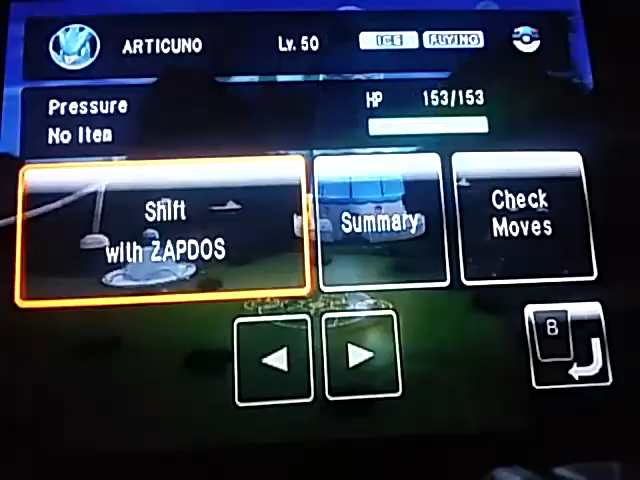 ARTICUNO Lv. 50 ICE FLYING
Pressure HP 153/153
No Item
Shift
with ZAPDOS
Summary
Check
Moves
B